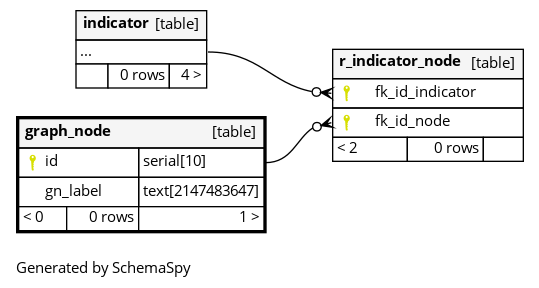 indicator [table]
...
0 rows 4 >
r_indicator_node [table]
fk_id_indicator
fk_id_node
< 2 0 rows
graph_node [table]
id serial[10]
gn_label text[2147483647]
< 0 0 rows 1 >
Generated by SchemaSpy